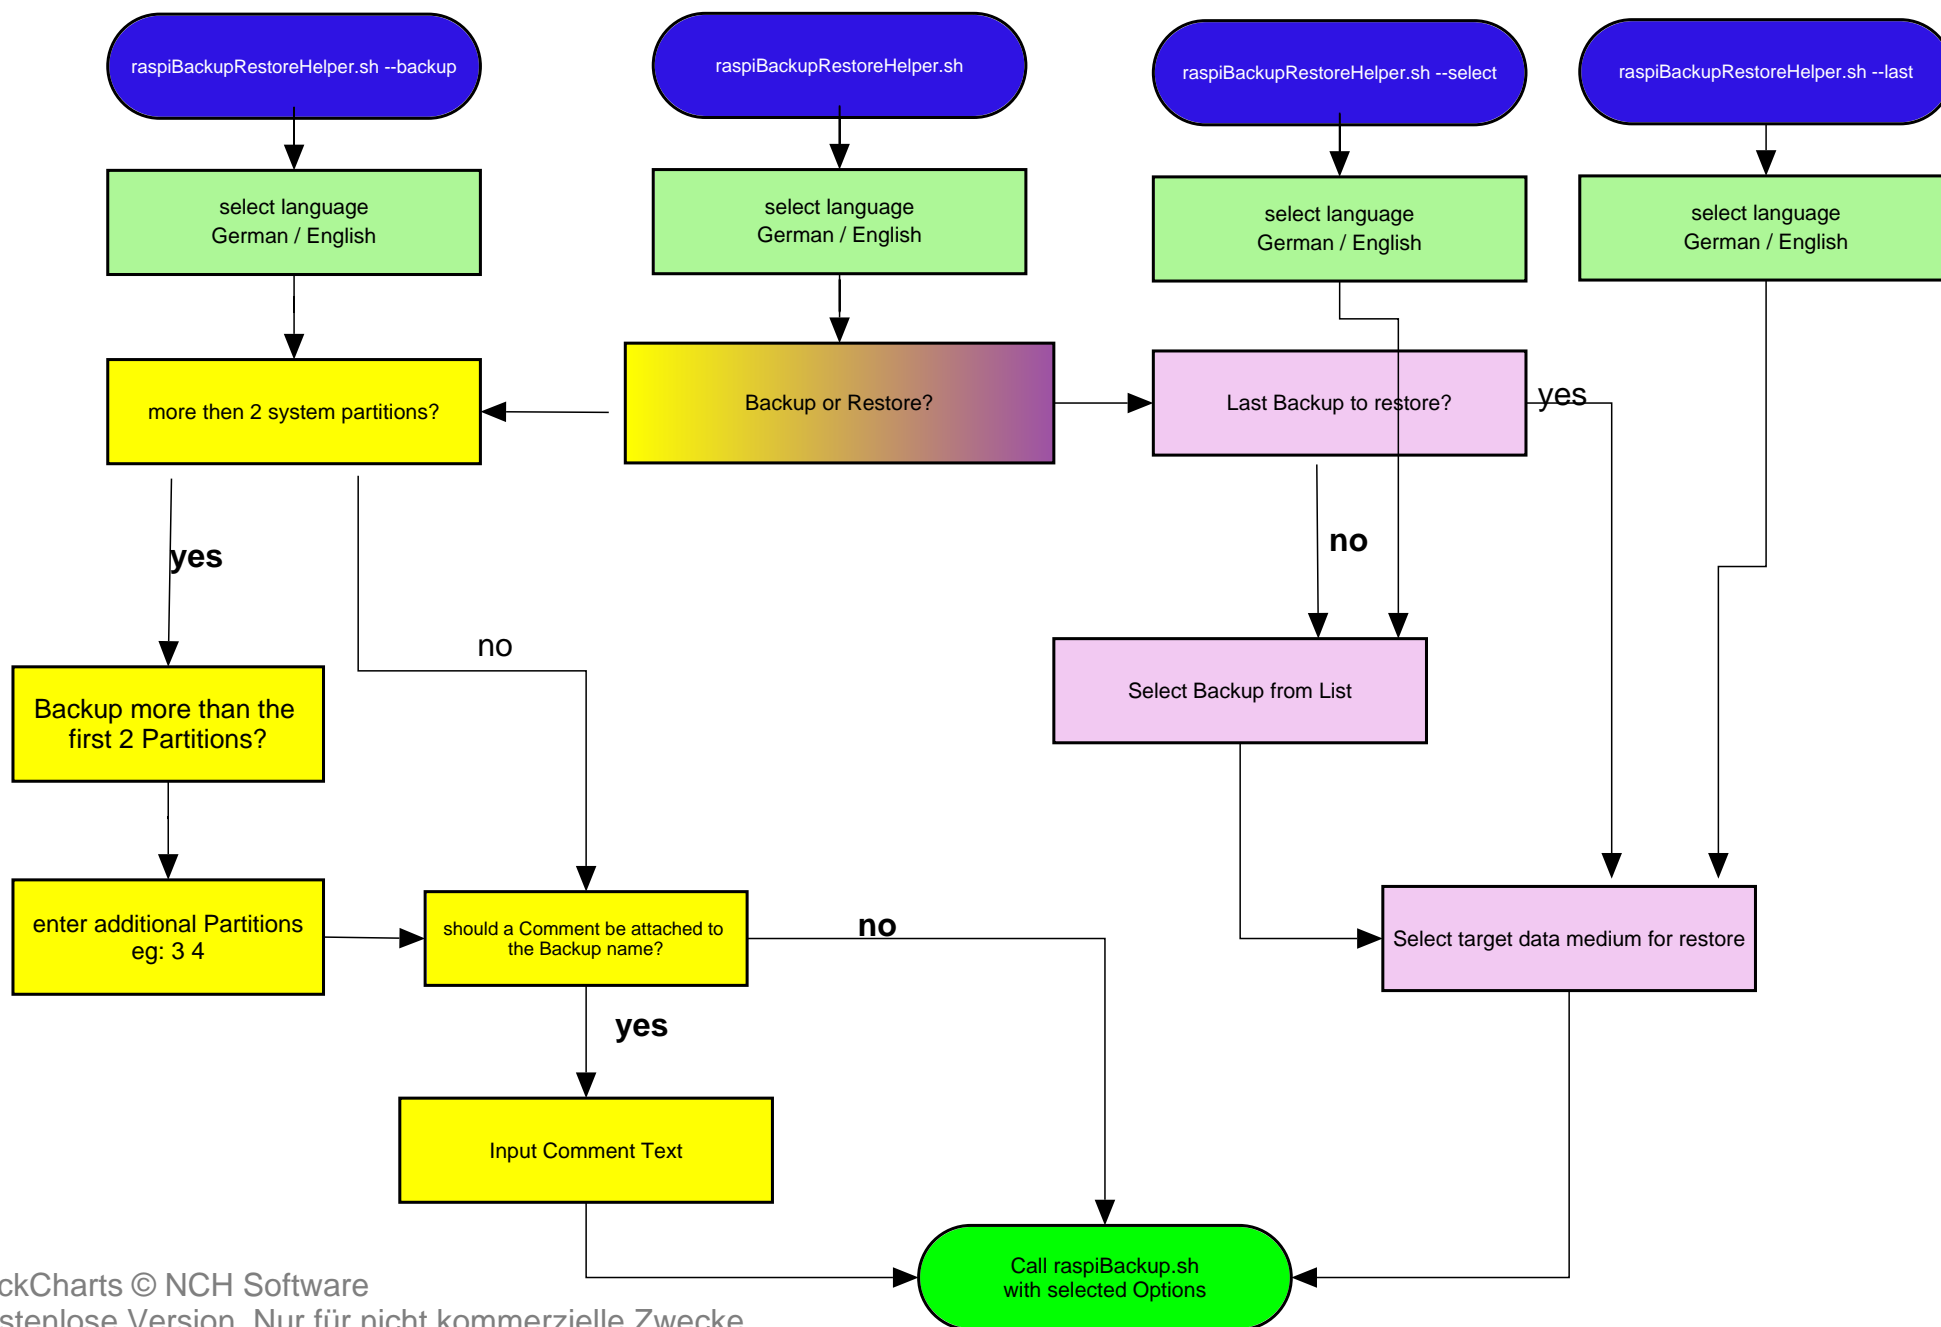 raspiBackupRestoreHelper.sh --backup
raspiBackupRestoreHelper.sh
raspiBackupRestoreHelper.sh --select
raspiBackupRestoreHelper.sh --last
select language
German / English
select language
German / English
select language
German / English
select language
German / English
more then 2 system partitions?
Backup or Restore?
Last Backup to restore?
yes
yes
no
no
Backup more than the
first 2 Partitions?
Select Backup from List
enter additional Partitions
eg: 3 4
should a Comment be attached to
the Backup name?
no
Select target data medium for restore
yes
Input Comment Text
Call raspiBackup.sh
with selected Options
ckCharts © NCH Software
stenlose Version. Nur für nicht kommerzielle Zwecke